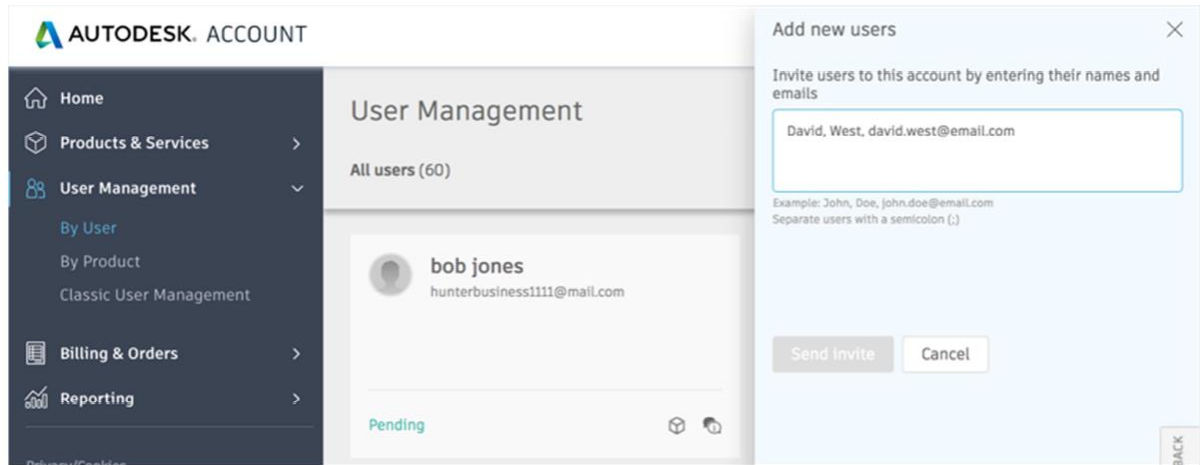 AUTODESK. ACCOUNT
Home
Products & Services
User Management
By User
By Product
Classic User Management
Billing & Orders
Reporting
Privacy/Cookies
User Management
All users (60)
bob jones
hunterbusiness1111@mail.com
Pending
Add new users
Invite users to this account by entering their names and
emails
David, West, david.west@email.com
Example: John, Doe, john.doe@email.com
Separate users with a semicolon (;)
Send invite
Cancel
BACK